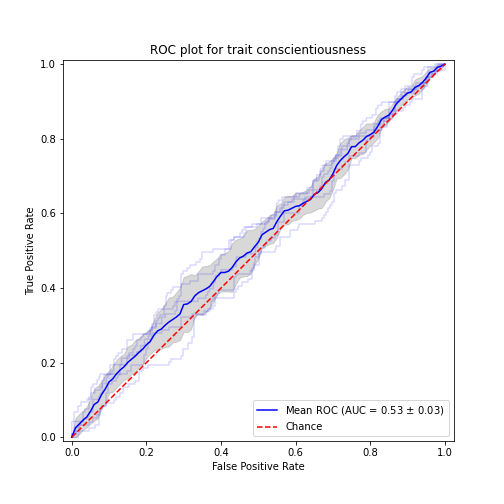 ROC plot for trait conscientiousness
True Positive Rate
1.0
0.8
0.6
0.4
0.2
0.0
Mean ROC (AUC = 0.53 ± 0.03)
Chance
0.0 0.2 0.4 0.6 0.8 1.0
False Positive Rate